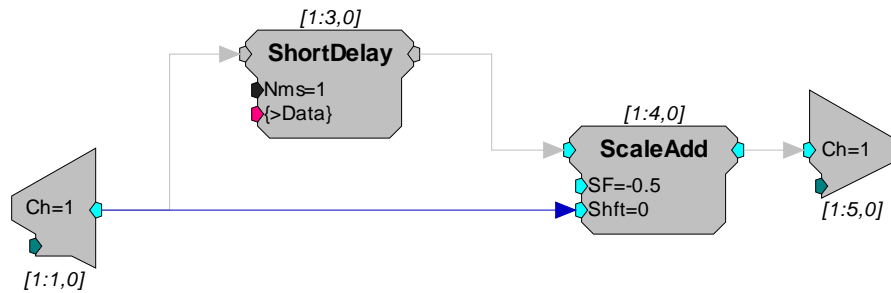 [1:3,0]
ShortDelay
Nms=1
{>Data}
[1:4,0]
ScaleAdd
SF=-0.5
Shft=0
Ch=1
[1:5,0]
Ch=1
[1:1,0]